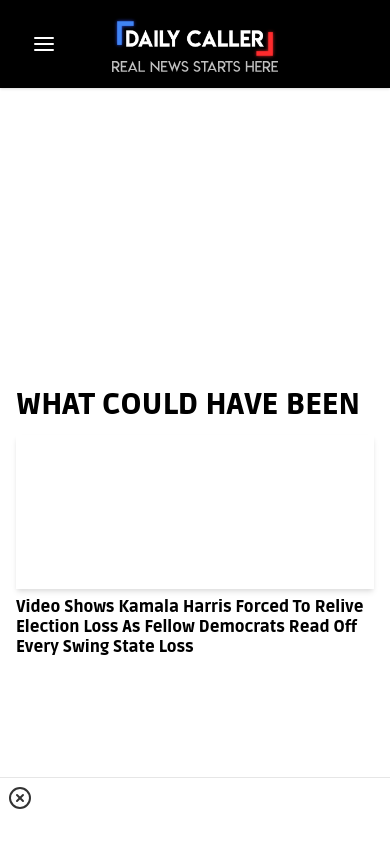 DAILY CALLER
REAL NEWS STARTS HERE
WHAT COULD HAVE BEEN
Video Shows Kamala Harris Forced To Relive
Election Loss As Fellow Democrats Read Off
Every Swing State Loss